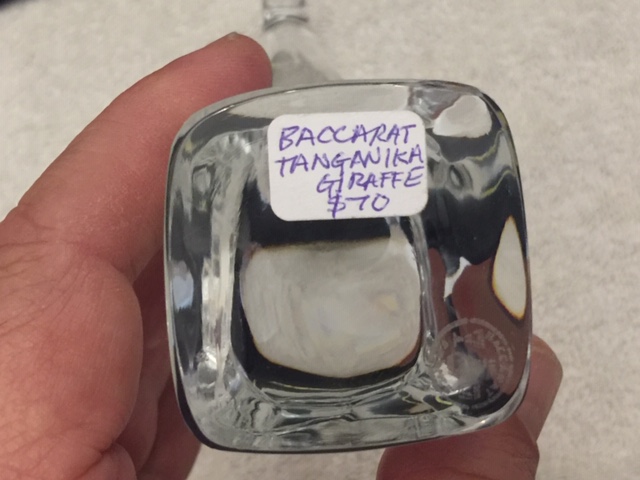 BACCARAT
TANGANIKA
GIRAFFE
$70